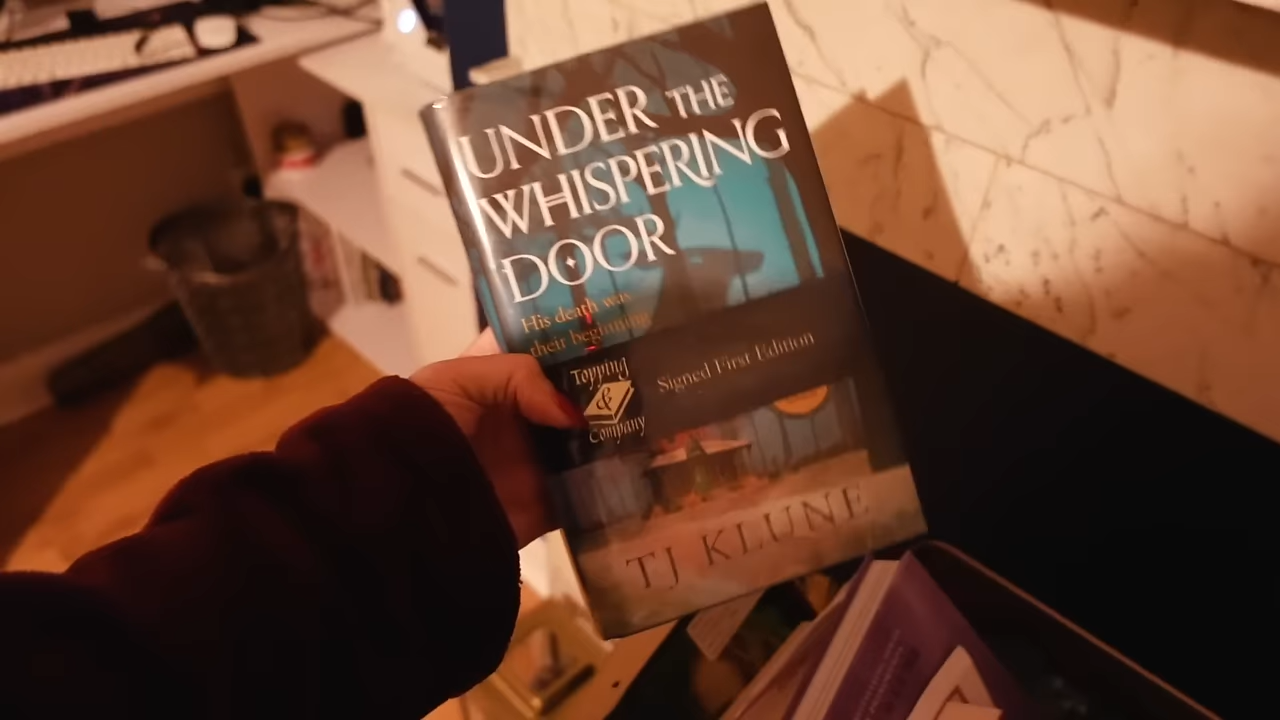 UNDER THE
WHISPERING
DOOR
His death was
their beginning
Topping
&
Company
Signed First Edition
TJ KLUNE